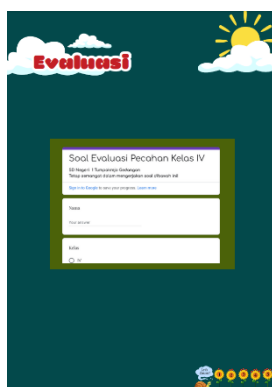 Evaluasi
Soal Evaluasi Pecahan Kelas IV
SD Negeri 1 Tunjungrejo Gedangan
Tetap semangat dalam mengerjakan soal dibawah ini!
Sign in to Google to save your progress. Learn more
Nama
Your answer
Kelas